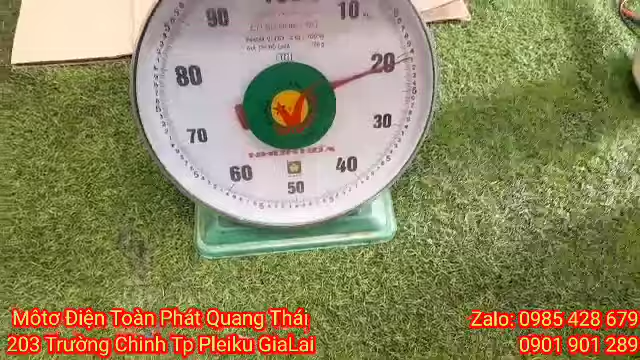 90
10
80
20
70
30
NHƠN HÒA
60
40
50
Môtơ Điện Toàn Phát Quang Thái
203 Trường Chinh Tp Pleiku GiaLai
Zalo: 0985 428 679
0901 901 289